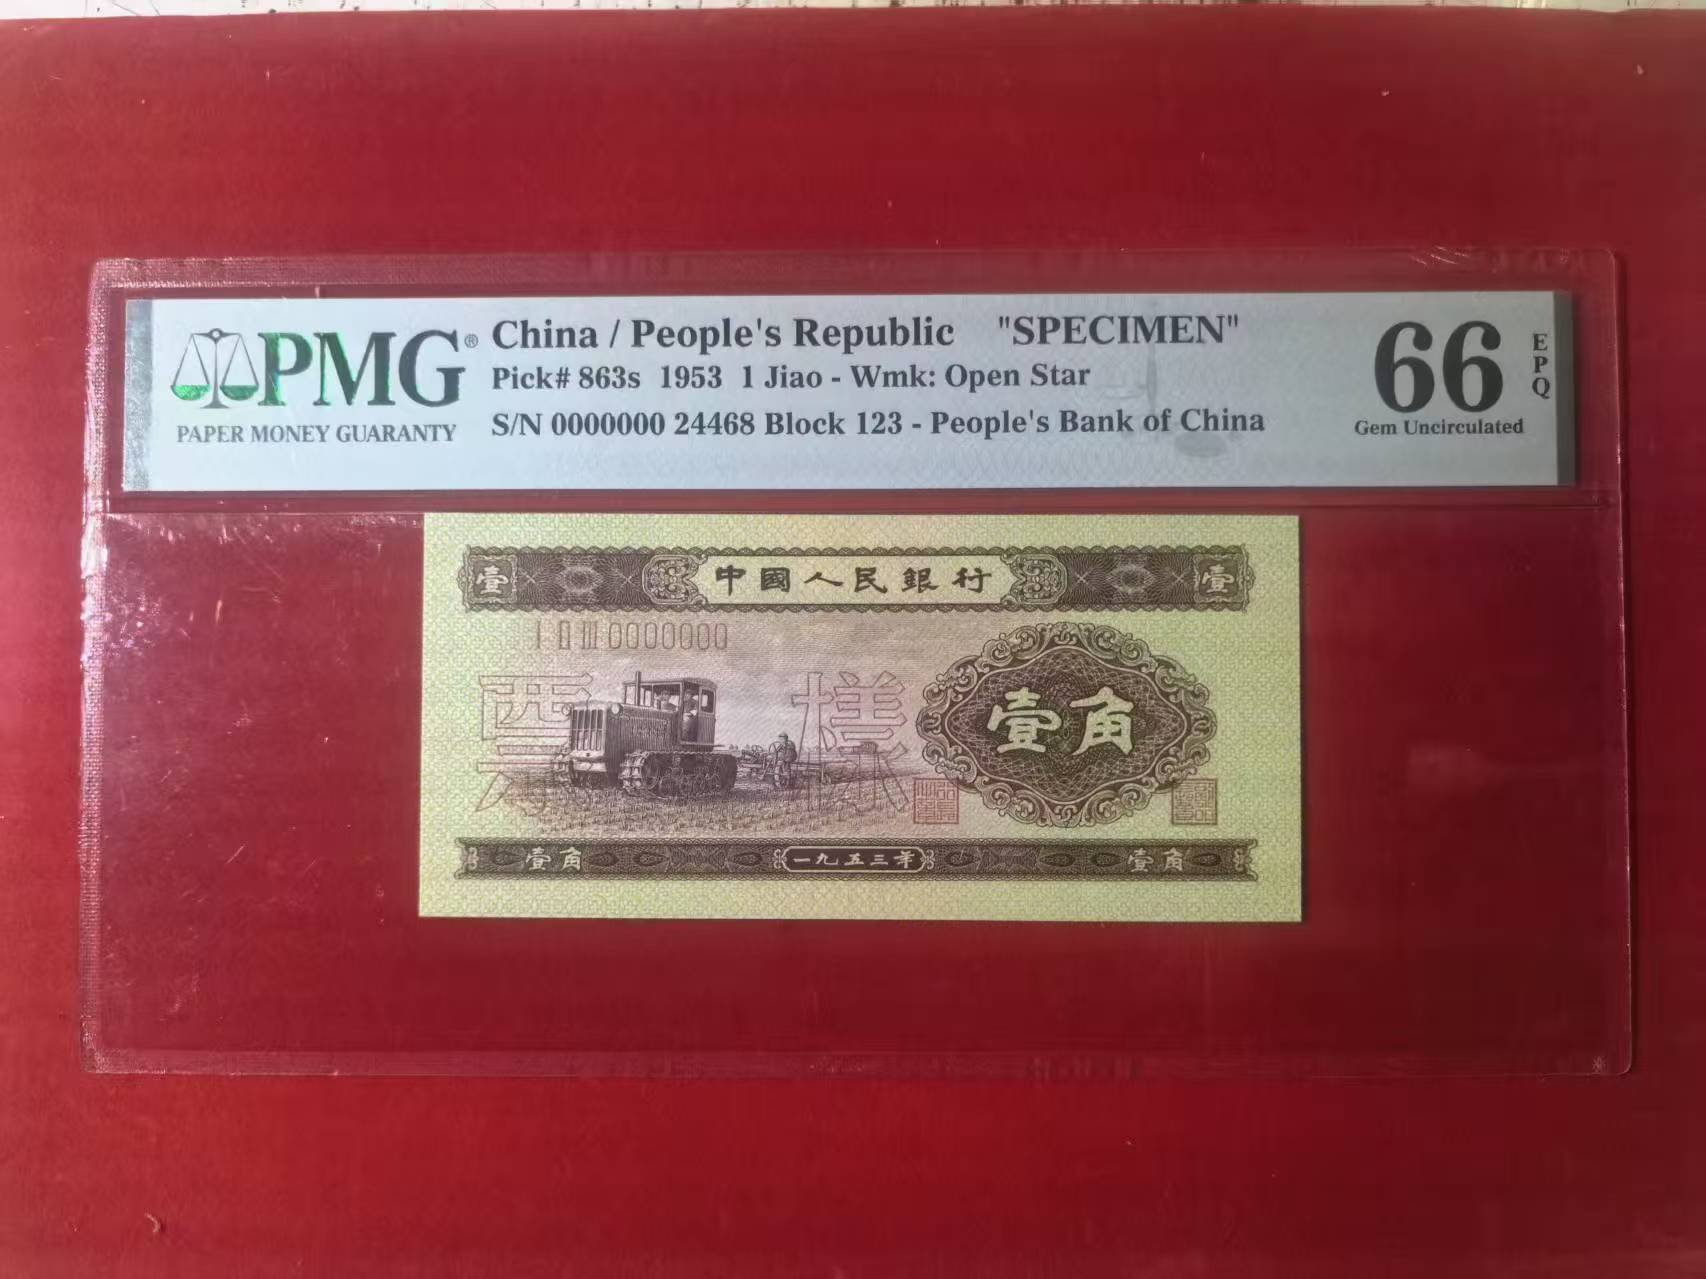 PMG®
PAPER MONEY GUARANTY
China / People's Republic "SPECIMEN"
Pick# 863s 1953 1 Jiao - Wmk: Open Star
S/N 0000000 24468 Block 123 - People's Bank of China
66
EPQ
Gem Uncirculated
壹 中國人民銀行 壹
I II III 0000000
票 樣
壹角
壹角 一九五三年 壹角